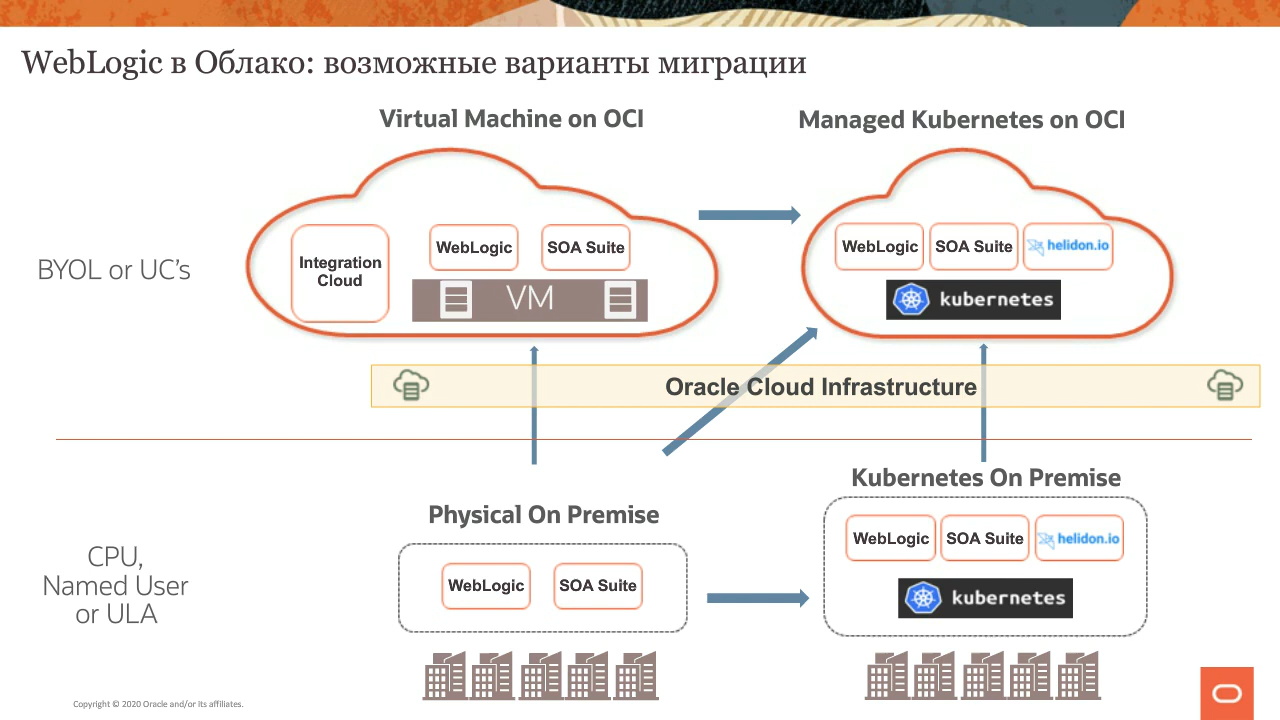 WebLogic в Облако: возможные варианты миграции
Virtual Machine on OCI
Managed Kubernetes on OCI
BYOL or UC’s
Integration
Cloud
WebLogic
SOA Suite
VM
WebLogic
SOA Suite
helidon.io
kubernetes
Oracle Cloud Infrastructure
CPU,
Named User
or ULA
Physical On Premise
WebLogic
SOA Suite
Kubernetes On Premise
WebLogic
SOA Suite
helidon.io
kubernetes
Copyright © 2020 Oracle and/or its affiliates.